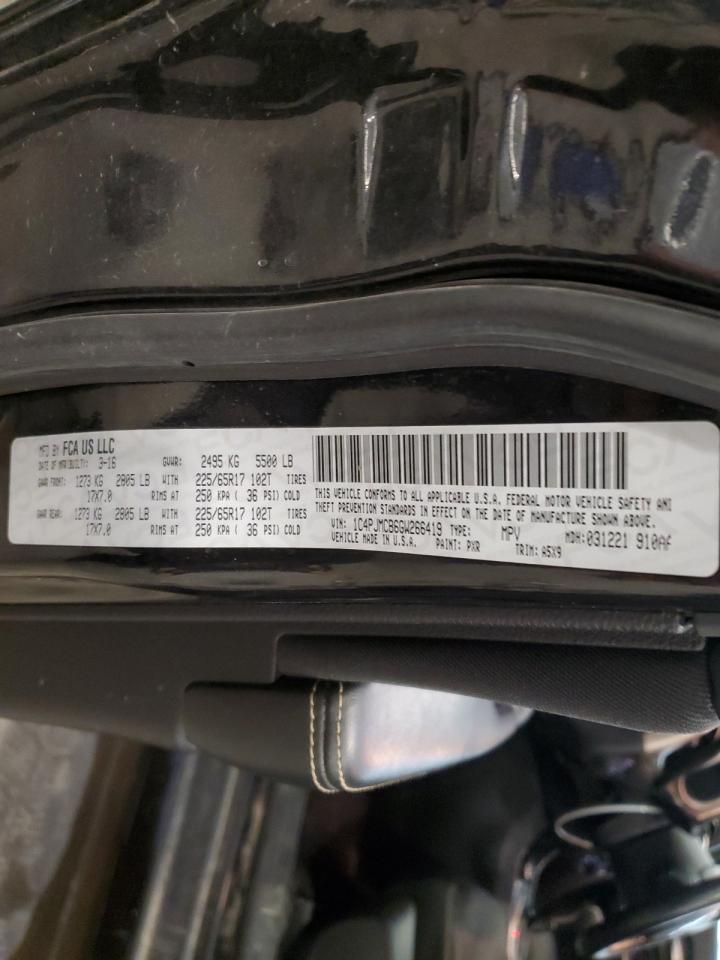 MFD BY FCA US LLC
DATE OF MFR(BUILT): 3-16 GVWR: 2495 KG 5500 LB
GAWR FRONT: 1273 KG 2805 LB WITH 225/65R17 102T TIRES
17X7.0 RIMS AT 250 KPA ( 36 PSI) COLD
GAWR REAR: 1273 KG 2805 LB WITH 225/65R17 102T TIRES
17X7.0 RIMS AT 250 KPA ( 36 PSI) COLD
THIS VEHICLE CONFORMS TO ALL APPLICABLE U.S.A. FEDERAL MOTOR VEHICLE SAFETY AND
THEFT PREVENTION STANDARDS IN EFFECT ON THE DATE OF MANUFACTURE SHOWN ABOVE.
VIN: 1C4PJMCB6GW266419 TYPE: MPV MDH: 031221 910AF
VEHICLE MADE IN U.S.A. PAINT: PXR TRIM: A5X9